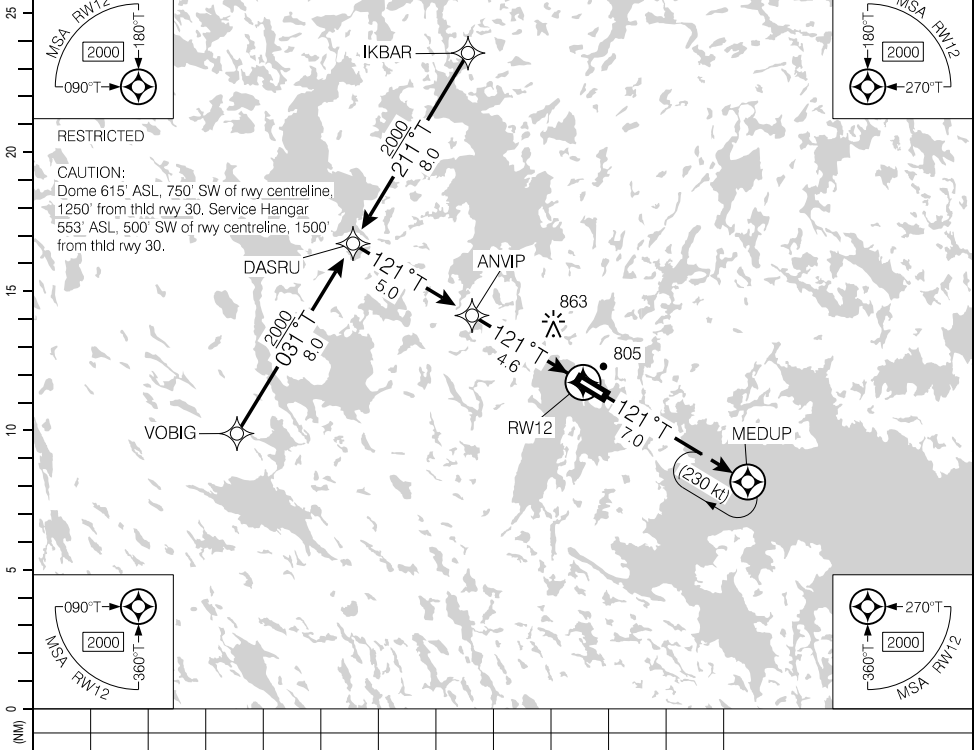 25
MSA RW12
2000
180°T
090°T
MSA RW12
2000
180°T
270°T
IKBAR
RESTRICTED
20
2000
211°T
8.0
CAUTION:
Dome 615' ASL, 750' SW of rwy centreline,
1250' from thld rwy 30, Service Hangar
553' ASL, 500' SW of rwy centreline, 1500'
from thld rwy 30.
DASRU
121°T
5.0
ANVIP
15
863
2000
031°T
8.0
121°T
4.6
805
RW12
121°T
7.0
VOBIG
10
MEDUP
(230 kt)
5
090°T
2000
360°T
MSA RW12
270°T
2000
360°T
MSA RW12
0
(NM)